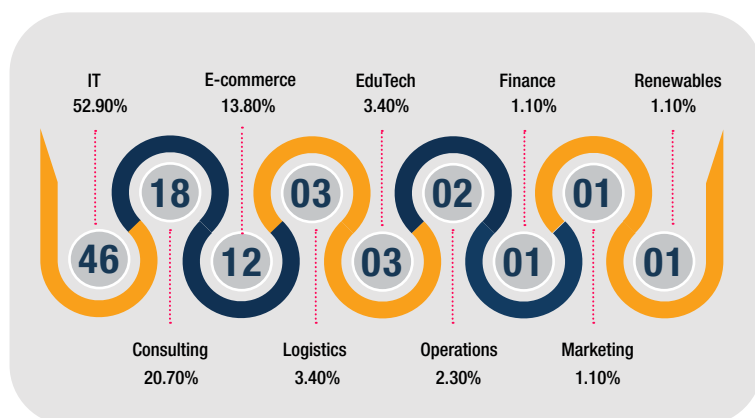 IT
52.90%
E-commerce
13.80%
EduTech
3.40%
Finance
1.10%
Renewables
1.10%
18
03
02
01
46
12
03
01
01
Consulting
20.70%
Logistics
3.40%
Operations
2.30%
Marketing
1.10%